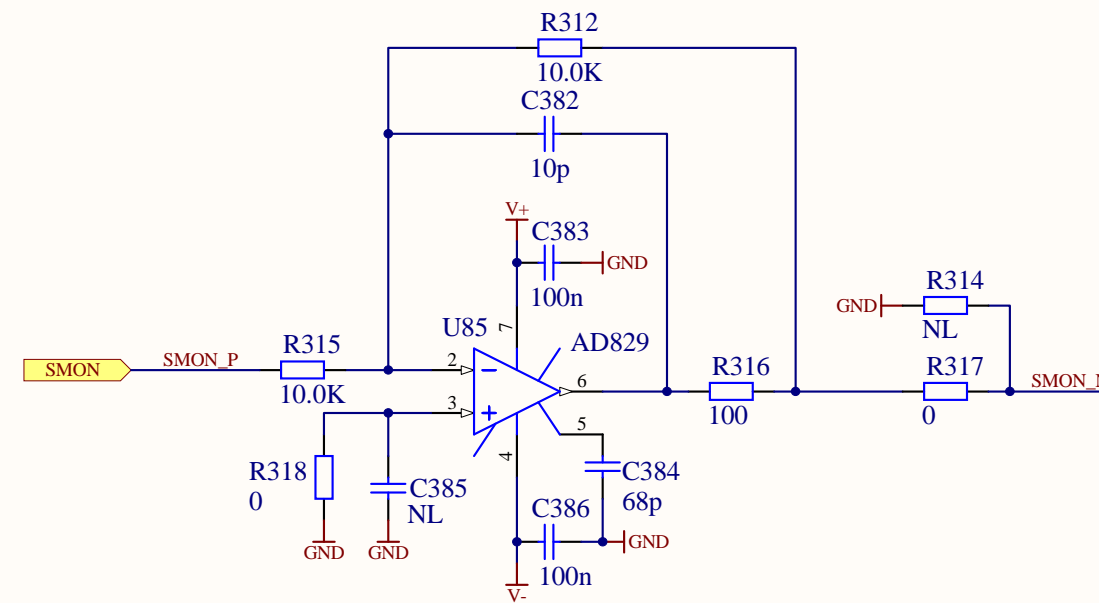 R312
10.0K
C382
10p
V+
C383
GND
100n
R314
GND
NL
U85
7
AD829
SMON
SMON_P
R315
10.0K
2
6
R316
100
R317
0
SMON_N
3
5
R318
0
C385
NL
4
C384
68p
C386
100n
GND
GND
GND
V-